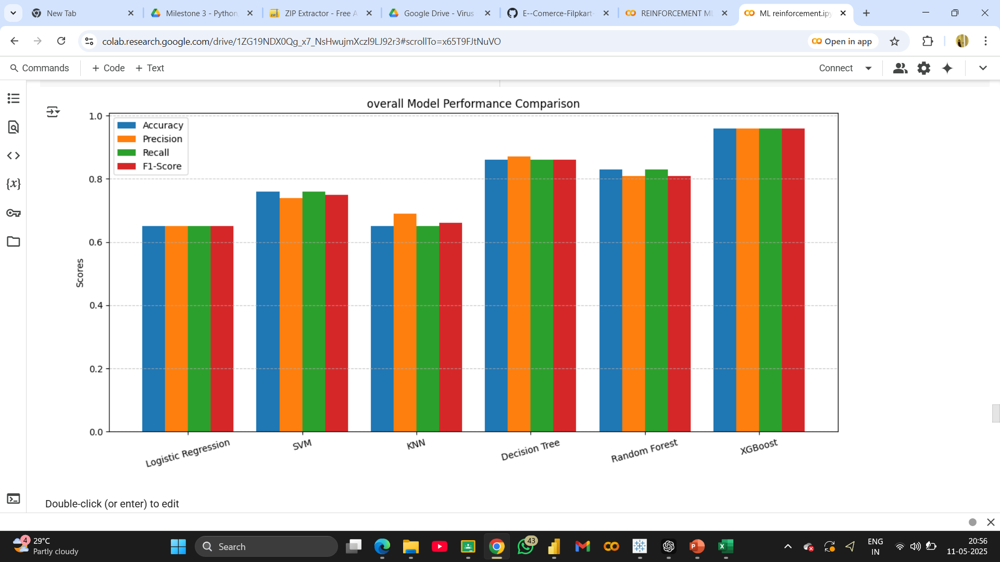 New Tab
Milestone 3 - Python
ZIP Extractor - Free A
Google Drive - Virus
E--Comerce-Filpkart-
REINFORCEMENT ML
ML reinforcement.ipy
colab.research.google.com/drive/1ZG19NDX0Qg_x7_NsHwujmXczl9LJ92r3#scrollTo=x65T9FJtNuVO
Open in app
Commands
+ Code
+ Text
Connect
overall Model Performance Comparison
Accuracy
Precision
Recall
F1-Score
1.0
0.8
0.6
0.4
0.2
0.0
Scores
Logistic Regression
SVM
KNN
Decision Tree
Random Forest
XGBoost
Double-click (or enter) to edit
4
29°C
Partly cloudy
Search
43
ENG
IN
20:56
11-05-2025